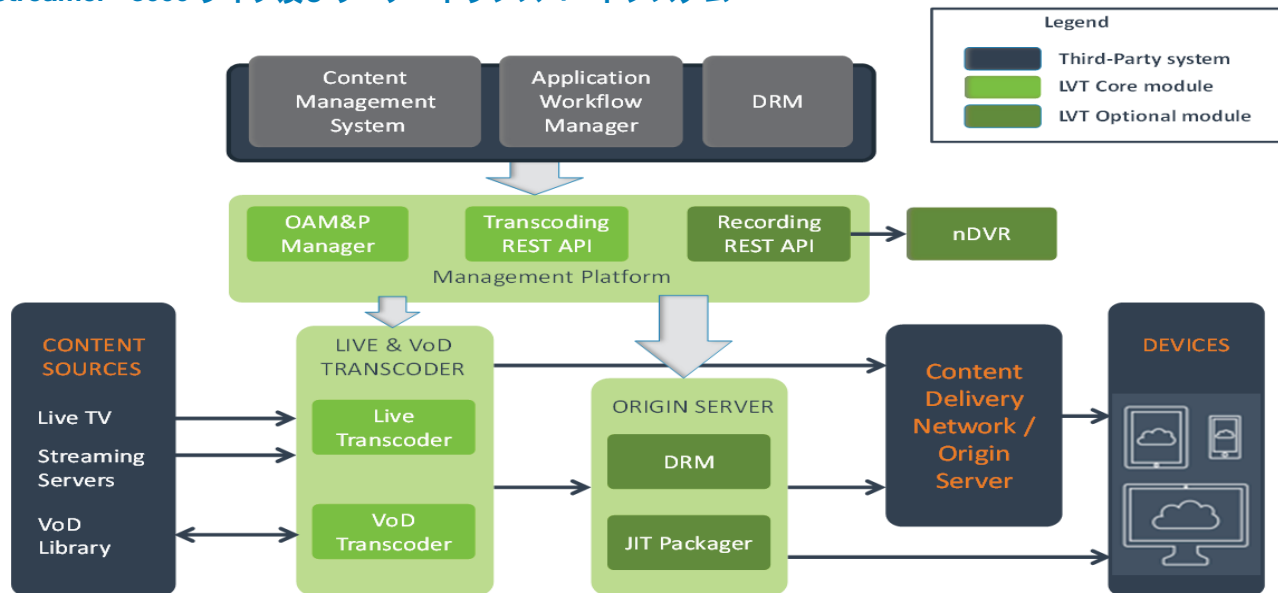 Legend
Third-Party system
LVT Core module
LVT Optional module
Content
Management
System
Application
Workflow
Manager
DRM
OAM&P
Manager
Transcoding
REST API
Recording
REST API
nDVR
Management Platform
CONTENT
SOURCES
Live TV
Streaming
Servers
VoD
Library
LIVE & VoD
TRANSCODER
Live
Transcoder
VoD
Transcoder
ORIGIN SERVER
DRM
JIT Packager
Content
Delivery
Network /
Origin
Server
DEVICES